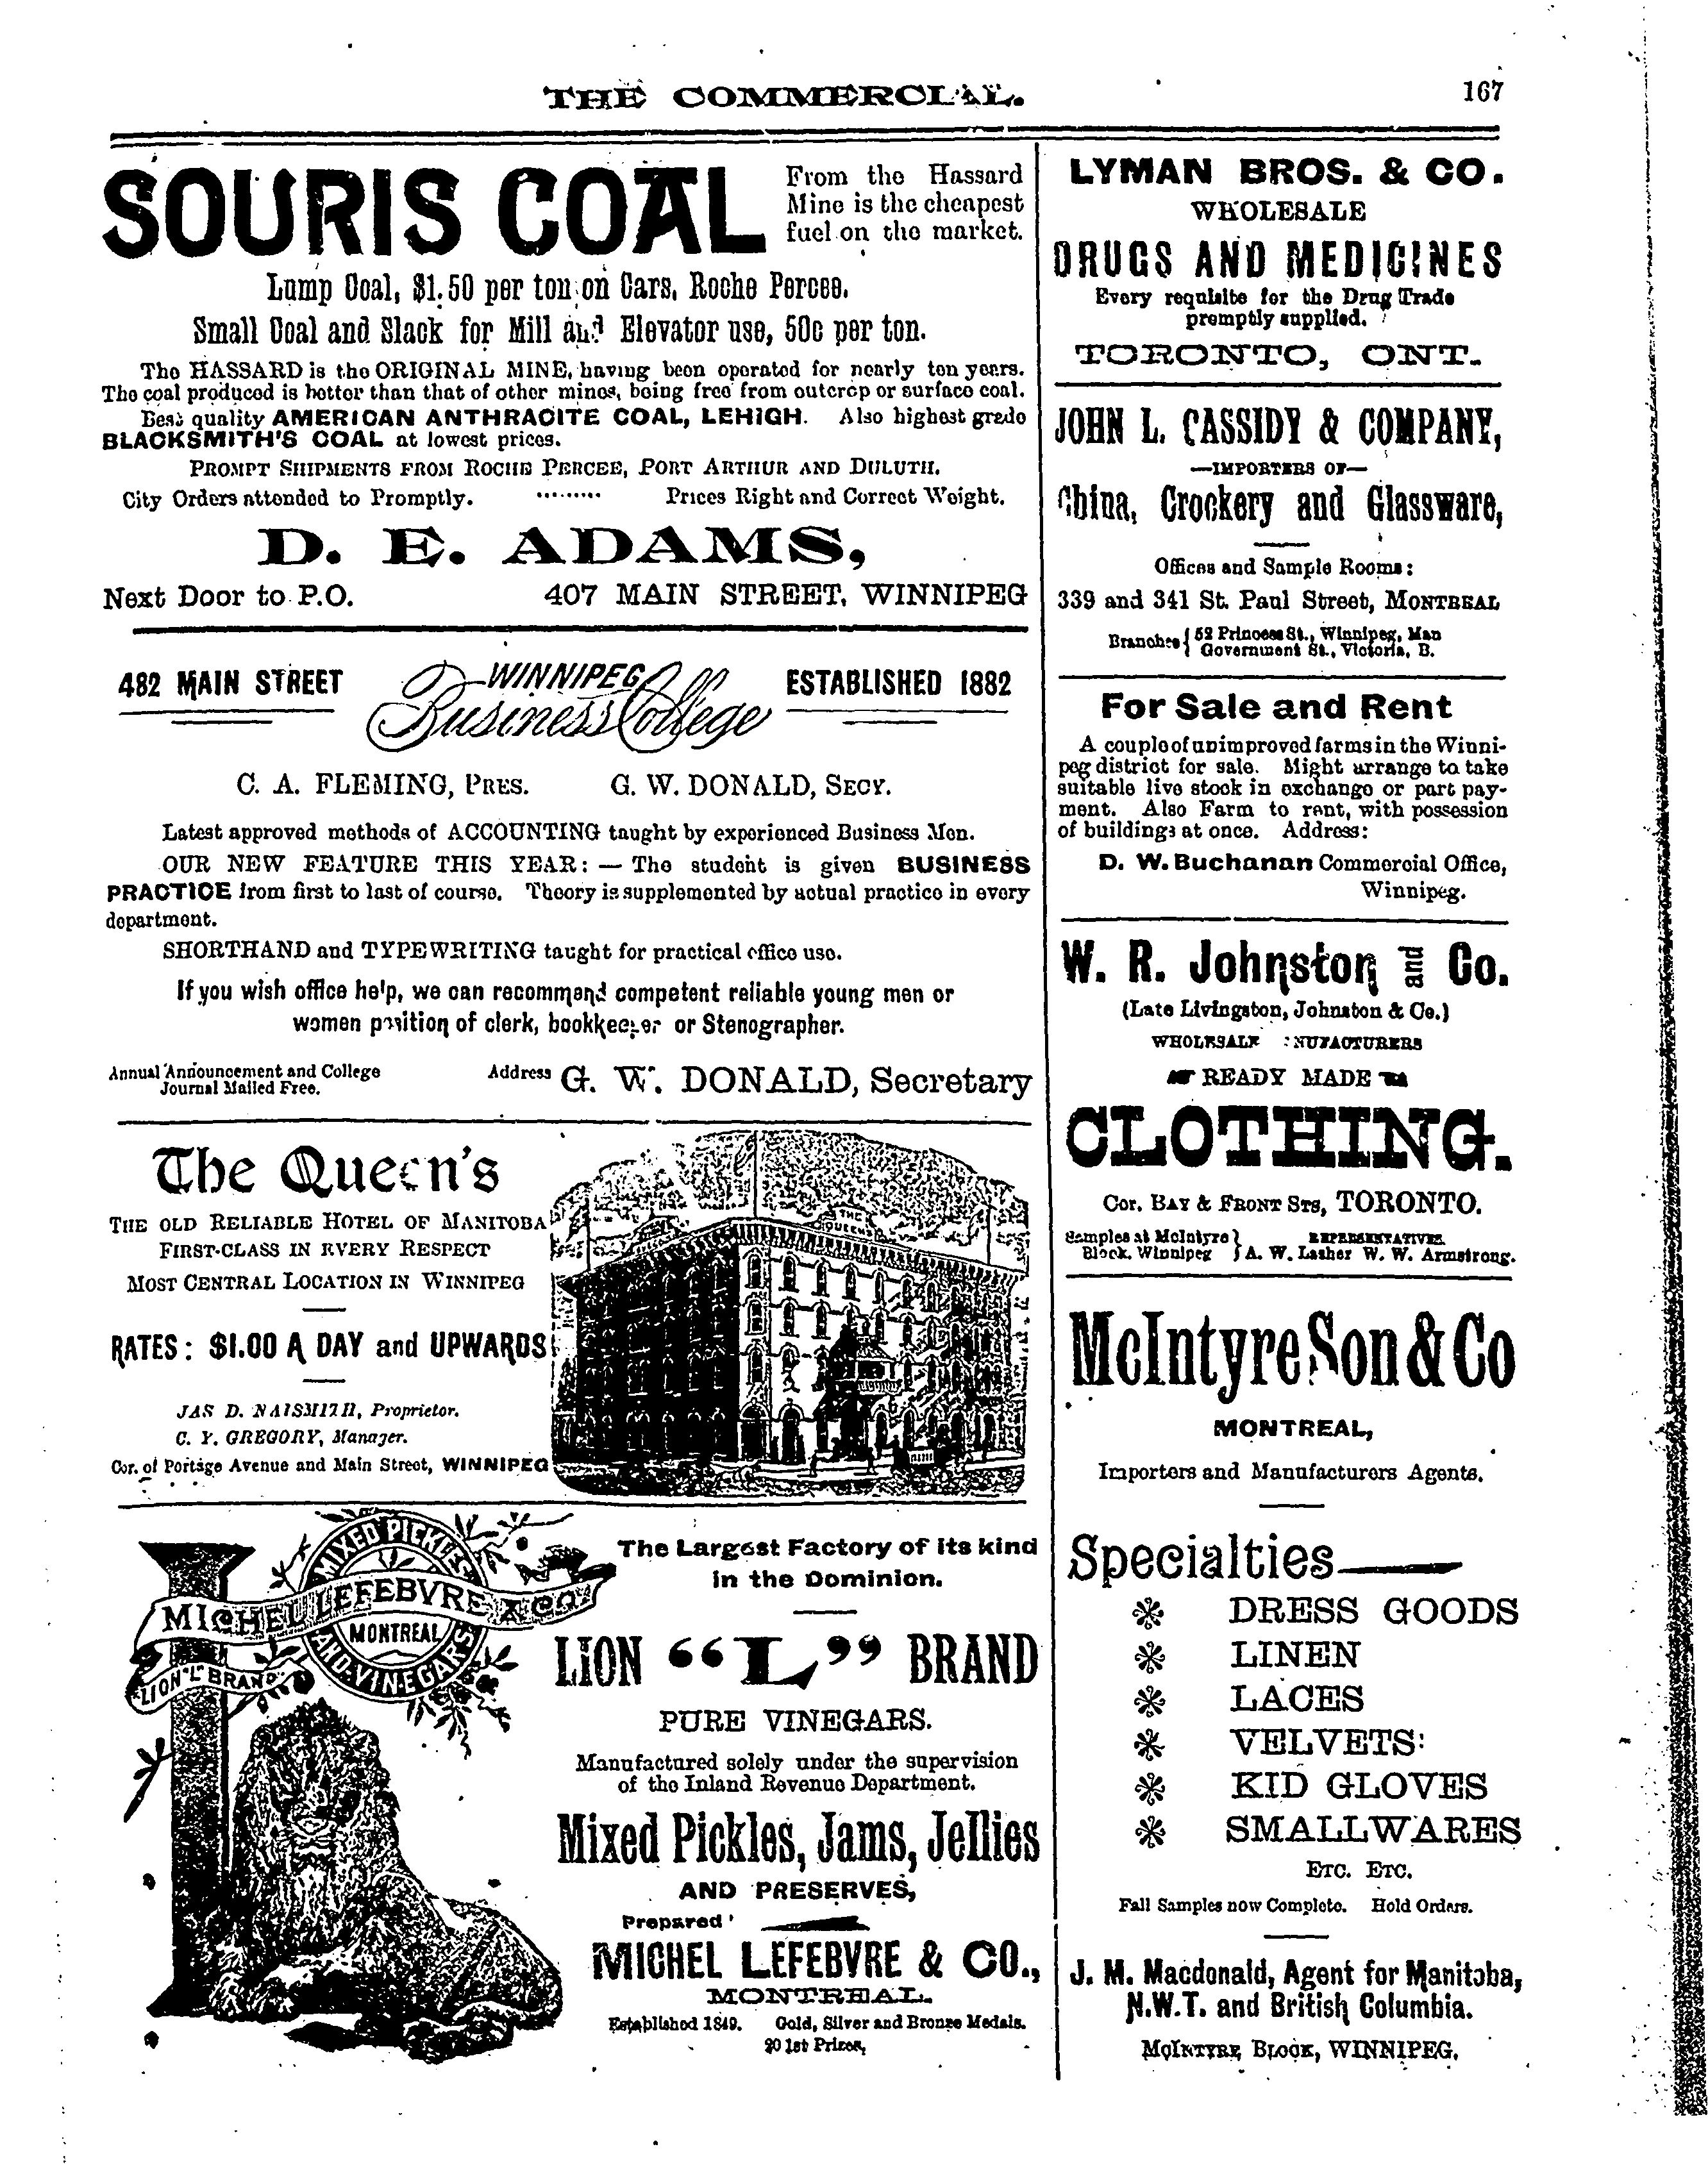 THE COMMERCIAL.
167
SOURIS COAL
From the Hassard
Mine is the cheapest
fuel on the market.
Lump Coal, $1.50 per ton on Cars, Roche Percee.
Small Coal and Slack for Mill and Elevator use, 50c per ton.
The HASSARD is the ORIGINAL MINE, having been operated for nearly ten years.
The coal produced is better than that of other mines, being free from outcrop or surface coal.
Best quality AMERICAN ANTHRACITE COAL, LEHIGH. Also highest grade
BLACKSMITH'S COAL at lowest prices.
PROMPT SHIPMENTS FROM ROCHE PERCEE, PORT ARTHUR AND DULUTH.
City Orders attended to Promptly. ......... Prices Right and Correct Weight.
D. E. ADAMS,
Next Door to P.O. 407 MAIN STREET, WINNIPEG
482 MAIN STREET
WINNIPEG
Business College
ESTABLISHED 1882
C. A. FLEMING, PRES. G. W. DONALD, SECY.
Latest approved methods of ACCOUNTING taught by experienced Business Men.
OUR NEW FEATURE THIS YEAR: — The student is given BUSINESS
PRACTICE from first to last of course. Theory is supplemented by actual practice in every
department.
SHORTHAND and TYPEWRITING taught for practical office use.
If you wish office help, we can recommend competent reliable young men or
women position of clerk, bookkeeper or Stenographer.
Annual Announcement and College
Journal Mailed Free.
Address G. W. DONALD, Secretary
The Queen's
THE OLD RELIABLE HOTEL OF MANITOBA
FIRST-CLASS IN EVERY RESPECT
MOST CENTRAL LOCATION IN WINNIPEG
RATES: $1.00 A DAY and UPWARDS
JAS D. NAISMITH, Proprietor.
C. Y. GREGORY, Manager.
Cor. of Portage Avenue and Main Street, WINNIPEG
THE
QUEENS
MIXED PICKLES
MICHEL LEFEBVRE & CO.
MONTREAL
AND VINEGARS
LION "L" BRAND
The Largest Factory of its kind
in the Dominion.
LION "L" BRAND
PURE VINEGARS.
Manufactured solely under the supervision
of the Inland Revenue Department.
Mixed Pickles, Jams, Jellies
AND PRESERVES,
Prepared
MICHEL LEFEBVRE & CO.,
MONTREAL.
Established 1849. Gold, Silver and Bronze Medals.
20 1st Prizes,
LYMAN BROS. & CO.
WHOLESALE
DRUGS AND MEDICINES
Every requisite for the Drug Trade
promptly supplied.
TORONTO, ONT.
JOHN L. CASSIDY & COMPANY,
—IMPORTERS OF—
China, Crockery and Glassware,
Offices and Sample Rooms:
339 and 341 St. Paul Street, MONTREAL
Branches { 52 Princess St., Winnipeg, Man
Government St., Victoria, B.
For Sale and Rent
A couple of unimproved farms in the Winni-
peg district for sale. Might arrange to take
suitable live stock in exchange or part pay-
ment. Also Farm to rent, with possession
of buildings at once. Address:
D. W. Buchanan Commercial Office,
Winnipeg.
W. R. Johnston and Co.
(Late Livingston, Johnston & Co.)
WHOLESALE NUFACTURERS
READY MADE
CLOTHING.
Cor. BAY & FRONT STS, TORONTO.
Samples at McIntyre
Block, Winnipeg }
REPRESENTATIVES
A. W. Lasher W. W. Armstrong.
McIntyre Son & Co
MONTREAL,
Importers and Manufacturers Agents.
Specialties
DRESS GOODS
LINEN
LACES
VELVETS:
KID GLOVES
SMALLWARES
ETC. ETC.
Fall Samples now Complete. Hold Orders.
J. M. Macdonald, Agent for Manitoba,
N.W.T. and British Columbia.
MCINTYRE BLOCK, WINNIPEG.